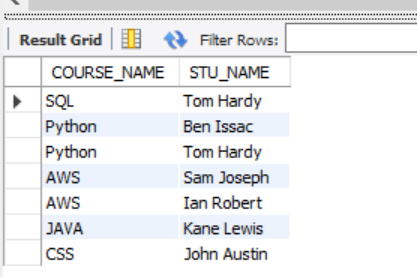 Result Grid Filter Rows:
COURSE_NAME STU_NAME
SQL Tom Hardy
Python Ben Issac
Python Tom Hardy
AWS Sam Joseph
AWS Ian Robert
JAVA Kane Lewis
CSS John Austin